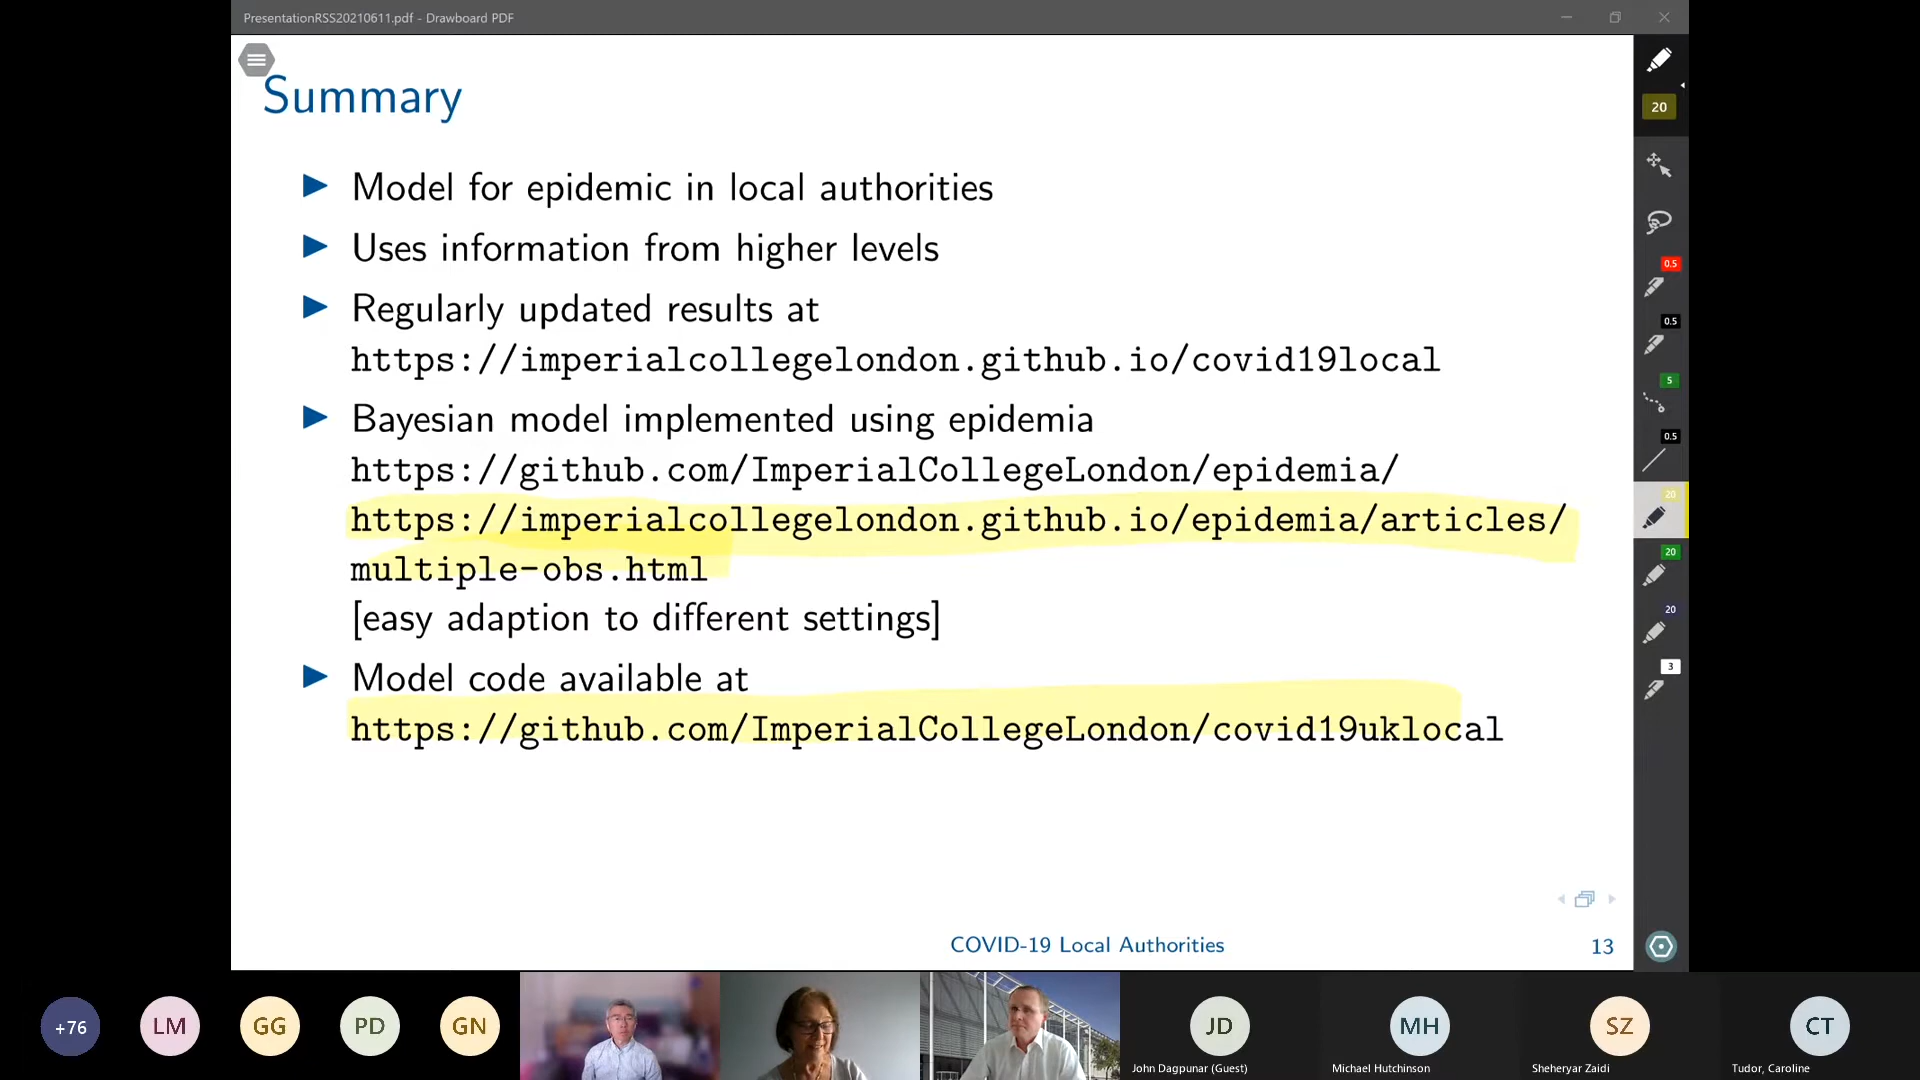 PresentationRSS20210611.pdf - Drawboard PDF
Summary
20
Model for epidemic in local authorities
Uses information from higher levels
Regularly updated results at
https://imperialcollegelondon.github.io/covid19local
Bayesian model implemented using epidemia
https://github.com/ImperialCollegeLondon/epidemia/
https://imperialcollegelondon.github.io/epidemia/articles/
multiple-obs.html
[easy adaption to different settings]
Model code available at
https://github.com/ImperialCollegeLondon/covid19uklocal
0.5
0.5
5
0.5
20
20
20
3
COVID-19 Local Authorities
13
+76
LM
GG
PD
GN
JD
MH
SZ
CT
John Dagpunar (Guest)
Michael Hutchinson
Sheheryar Zaidi
Tudor, Caroline